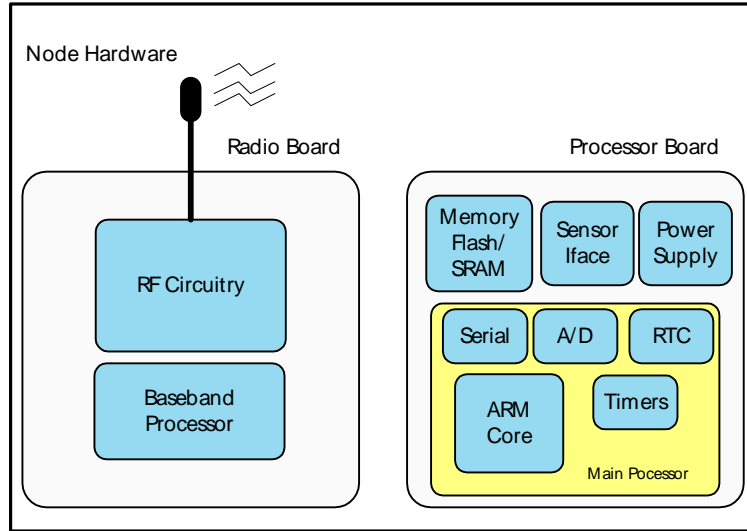 Node Hardware
Radio Board
Processor Board
RF Circuitry
Baseband
Processor
Memory
Flash/
SRAM
Sensor
Iface
Power
Supply
Serial
A/D
RTC
ARM
Core
Timers
Main Pocessor